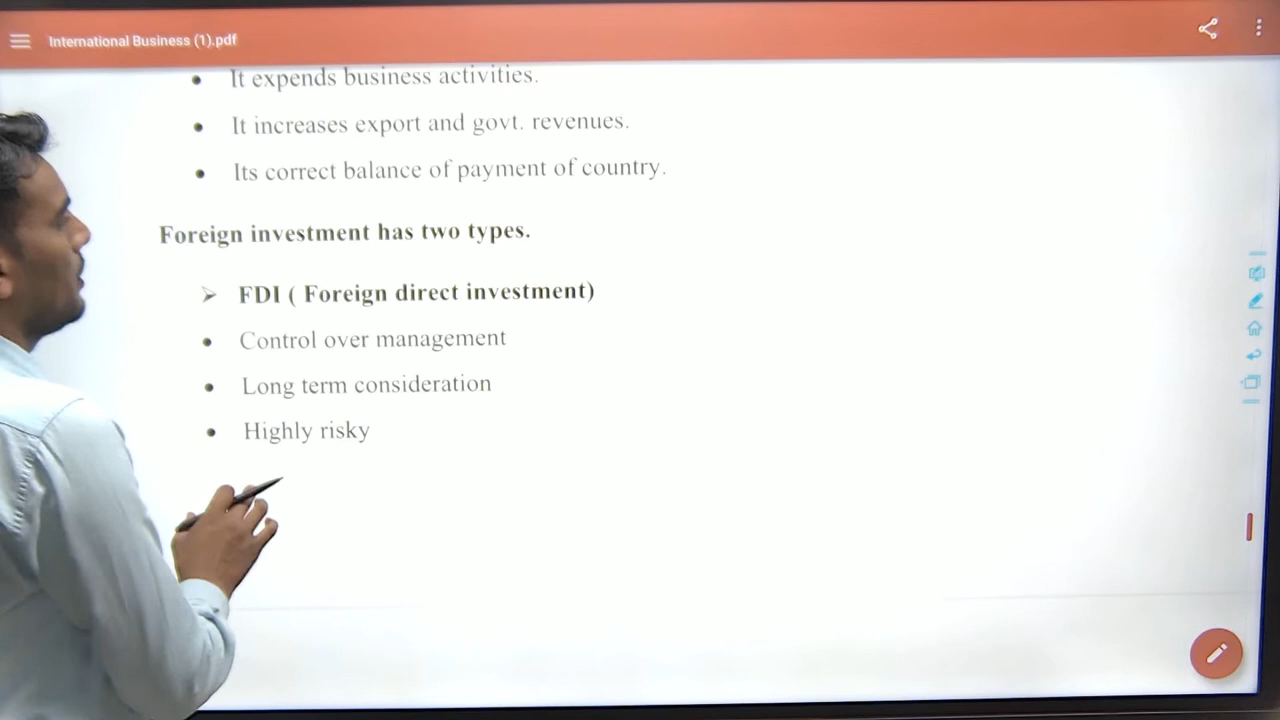 International Business (1).pdf
• It expends business activities.
• It increases export and govt. revenues.
• Its correct balance of payment of country.
Foreign investment has two types.
➢ FDI ( Foreign direct investment)
• Control over management
• Long term consideration
• Highly risky